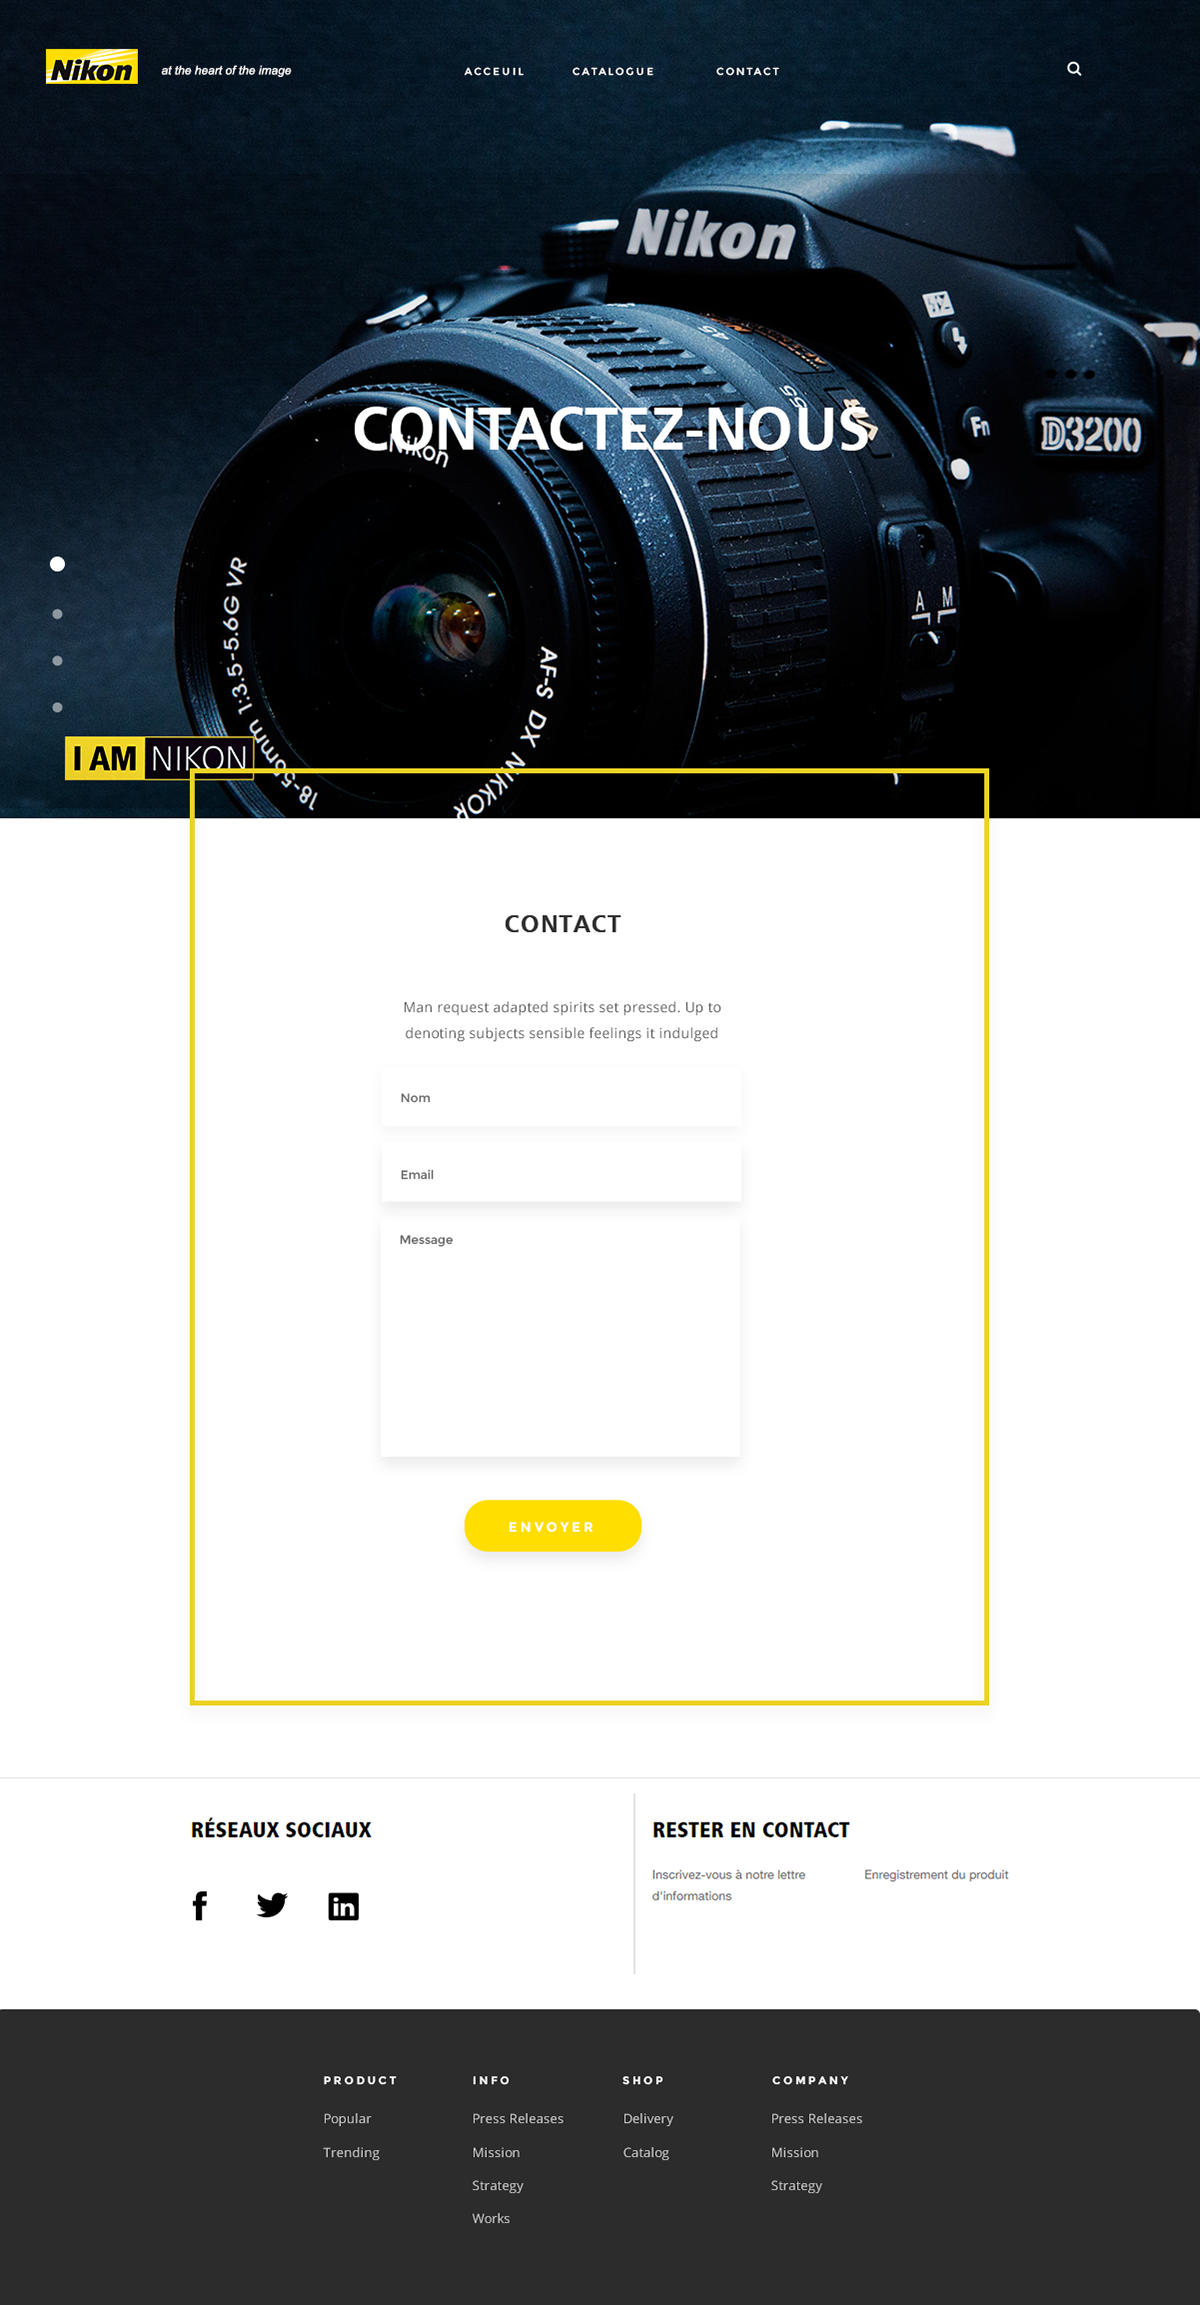 Nikon
at the heart of the image
ACCEUIL
CATALOGUE
CONTACT
Nikon
45
55
CONTACTEZ-NOUS
Nikon
Fn
D3200
A M
VR
18-55mm 1:3.5-5.6G VR
AF-S DX NIKKOR
I AM NIKON
CONTACT
Man request adapted spirits set pressed. Up to
denoting subjects sensible feelings it indulged
Nom
Email
Message
ENVOYER
RÉSEAUX SOCIAUX
f
in
RESTER EN CONTACT
Inscrivez-vous à notre lettre
d'informations
Enregistrement du produit
PRODUCT
Popular
Trending
INFO
Press Releases
Mission
Strategy
Works
SHOP
Delivery
Catalog
COMPANY
Press Releases
Mission
Strategy